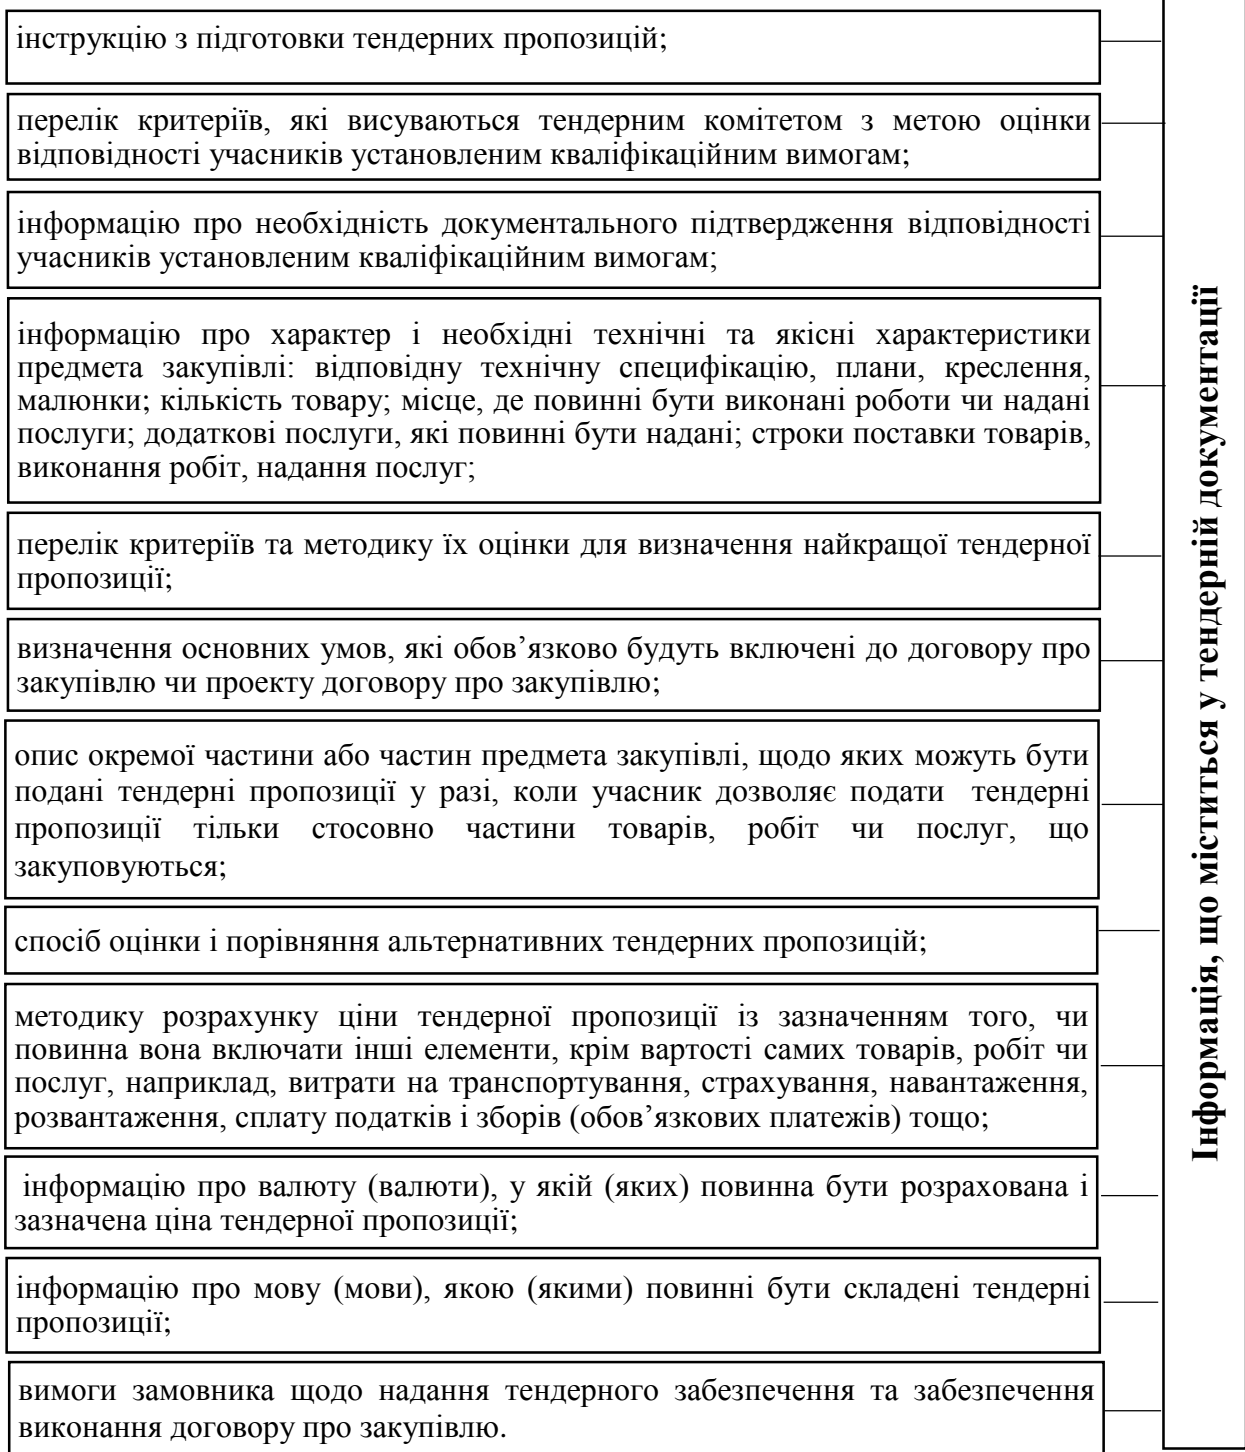 інструкцію з підготовки тендерних пропозицій;
перелік критеріїв, які висуваються тендерним комітетом з метою оцінки
відповідності учасників установленим кваліфікаційним вимогам;
інформацію про необхідність документального підтвердження відповідності
учасників установленим кваліфікаційним вимогам;
інформацію про характер і необхідні технічні та якісні характеристики
предмета закупівлі: відповідну технічну специфікацію, плани, креслення,
малюнки; кількість товару; місце, де повинні бути виконані роботи чи надані
послуги; додаткові послуги, які повинні бути надані; строки поставки товарів,
виконання робіт, надання послуг;
перелік критеріїв та методику їх оцінки для визначення найкращої тендерної
пропозиції;
визначення основних умов, які обов’язково будуть включені до договору про
закупівлю чи проекту договору про закупівлю;
опис окремої частини або частин предмета закупівлі, щодо яких можуть бути
подані тендерні пропозиції у разі, коли учасник дозволяє подати тендерні
пропозиції тільки стосовно частини товарів, робіт чи послуг, що
закуповуються;
спосіб оцінки і порівняння альтернативних тендерних пропозицій;
методику розрахунку ціни тендерної пропозиції із зазначенням того, чи
повинна вона включати інші елементи, крім вартості самих товарів, робіт чи
послуг, наприклад, витрати на транспортування, страхування, навантаження,
розвантаження, сплату податків і зборів (обов’язкових платежів) тощо;
інформацію про валюту (валюти), у якій (яких) повинна бути розрахована і
зазначена ціна тендерної пропозиції;
інформацію про мову (мови), якою (якими) повинні бути складені тендерні
пропозиції;
вимоги замовника щодо надання тендерного забезпечення та забезпечення
виконання договору про закупівлю.
Інформація, що міститься у тендерній документації